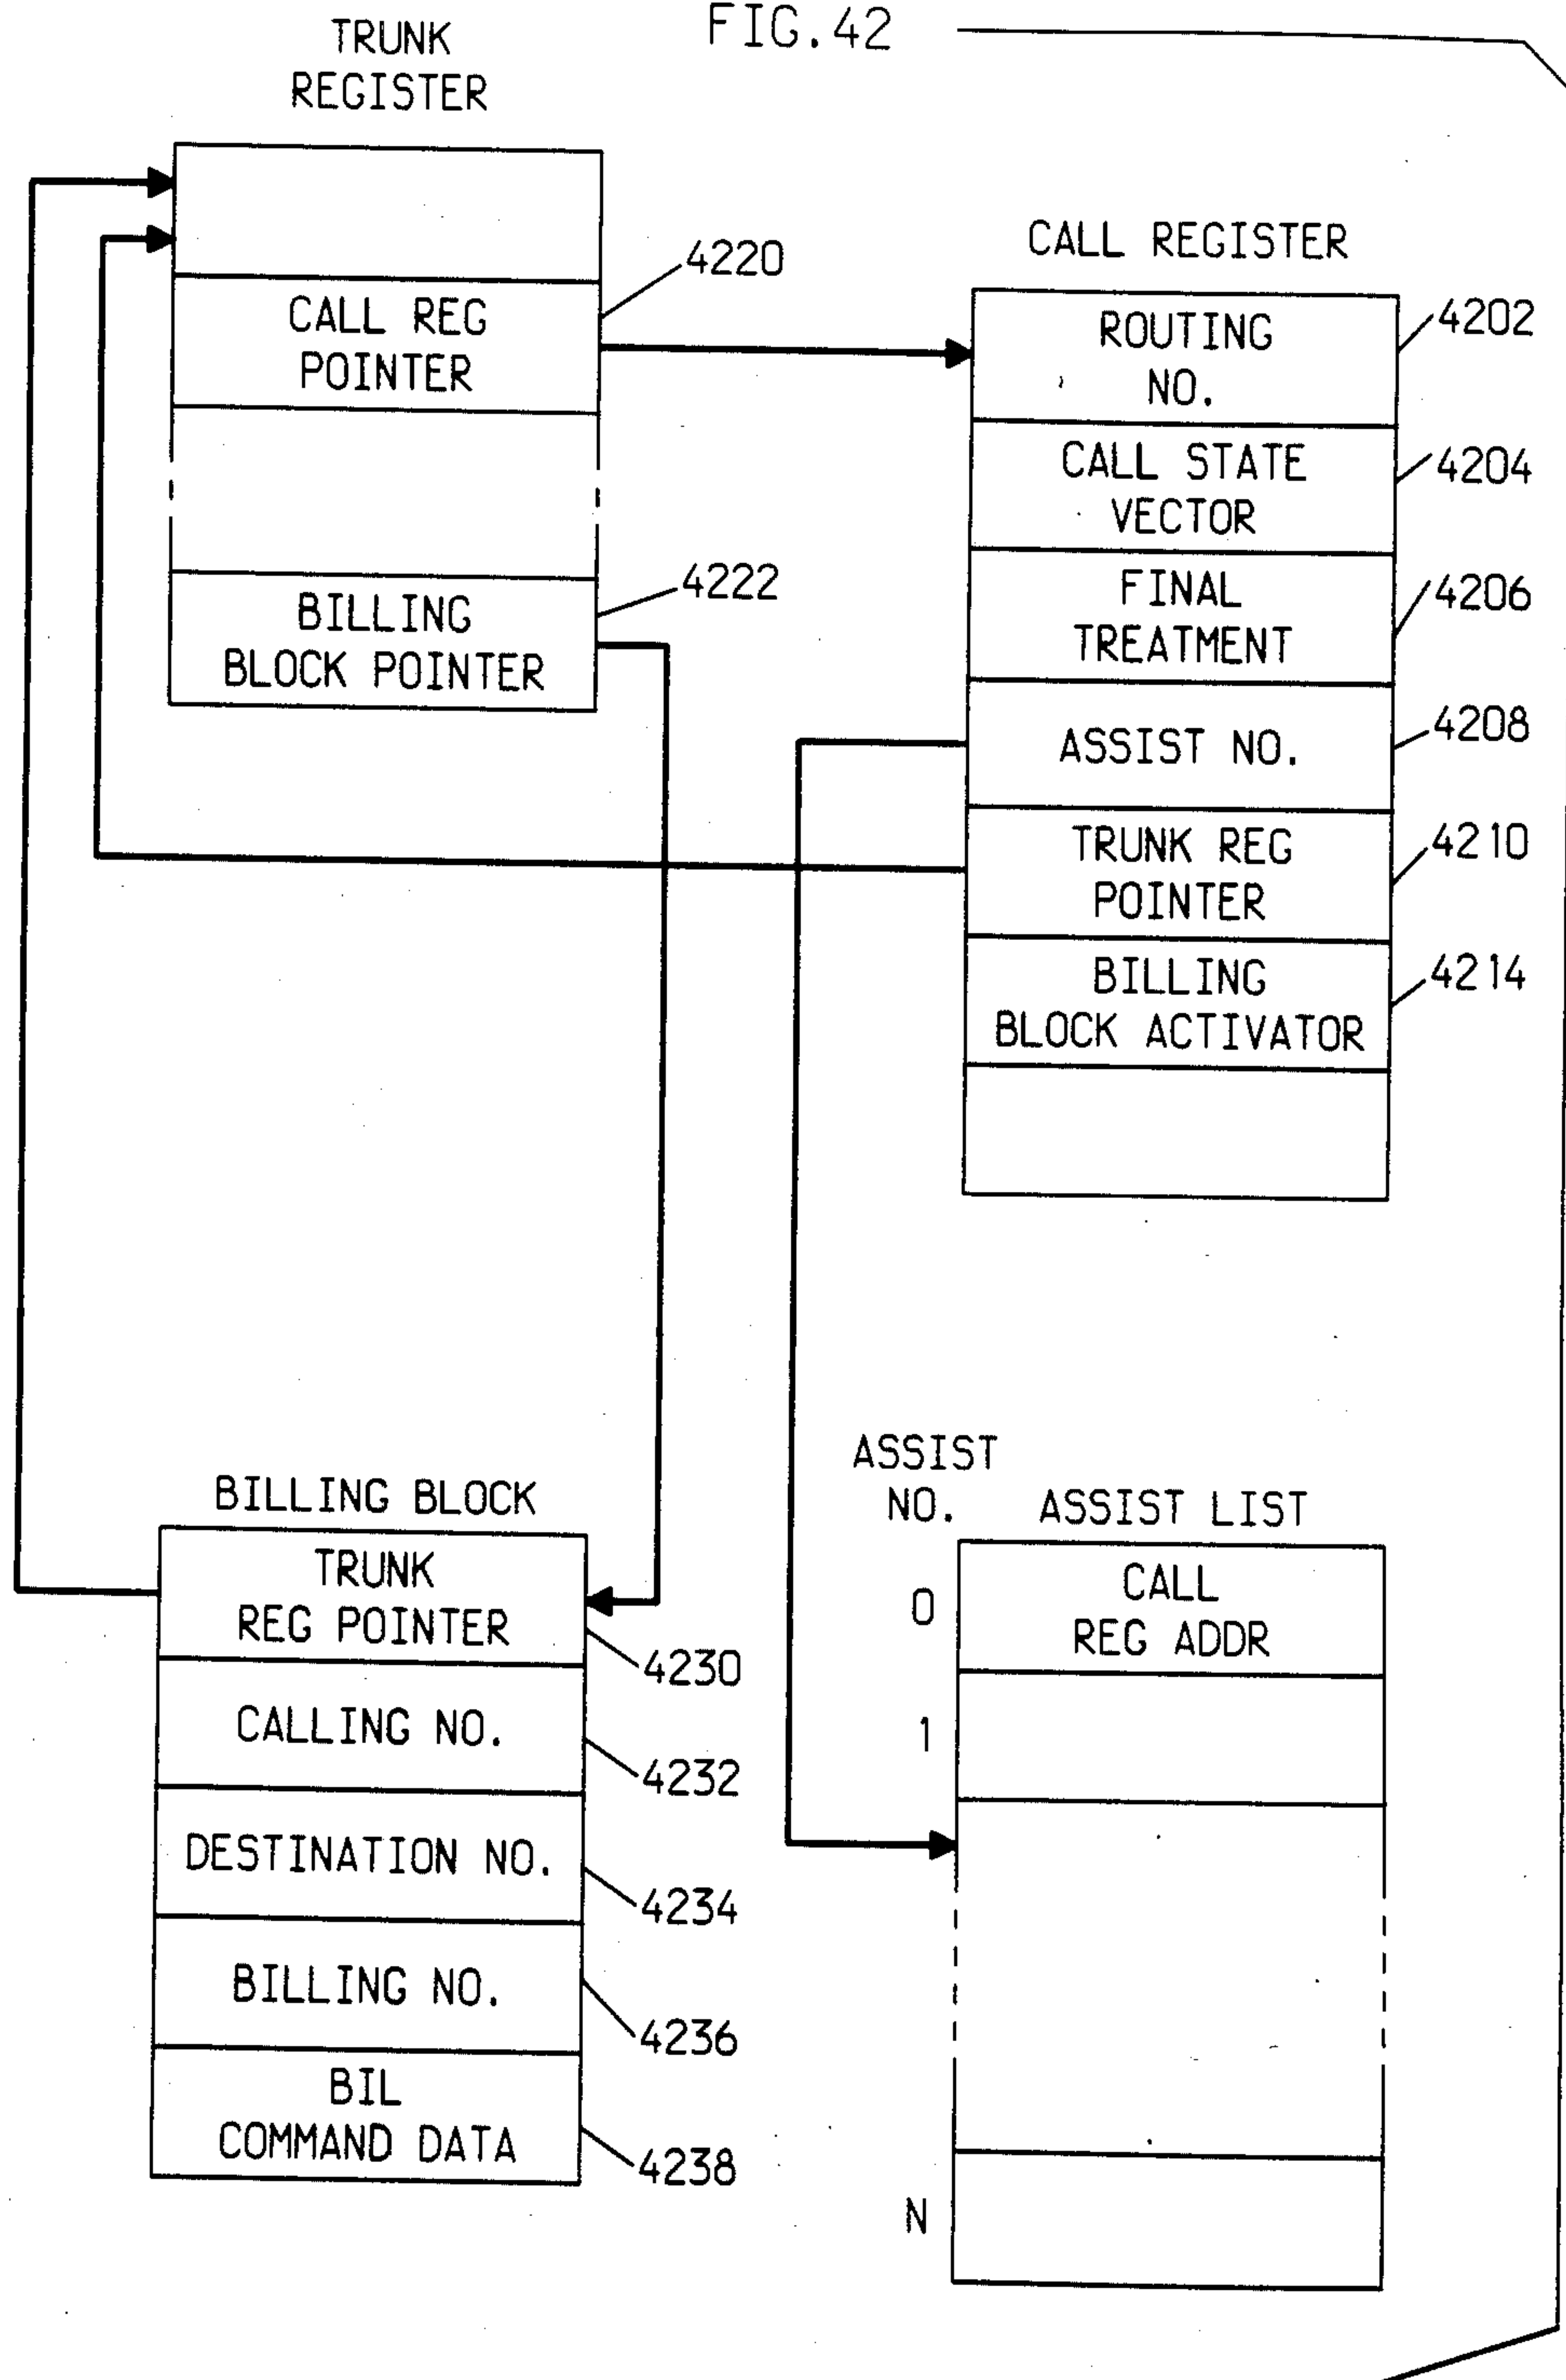 FIG.42
TRUNK
REGISTER
CALL REG
POINTER
4220
BILLING
BLOCK POINTER
4222
CALL REGISTER
ROUTING
NO.
4202
CALL STATE
VECTOR
4204
FINAL
TREATMENT
4206
ASSIST NO.
4208
TRUNK REG
POINTER
4210
BILLING
BLOCK ACTIVATOR
4214
BILLING BLOCK
TRUNK
REG POINTER
4230
CALLING NO.
4232
DESTINATION NO.
4234
BILLING NO.
4236
BIL
COMMAND DATA
4238
ASSIST
NO.
ASSIST LIST
0
CALL
REG ADDR
1
N